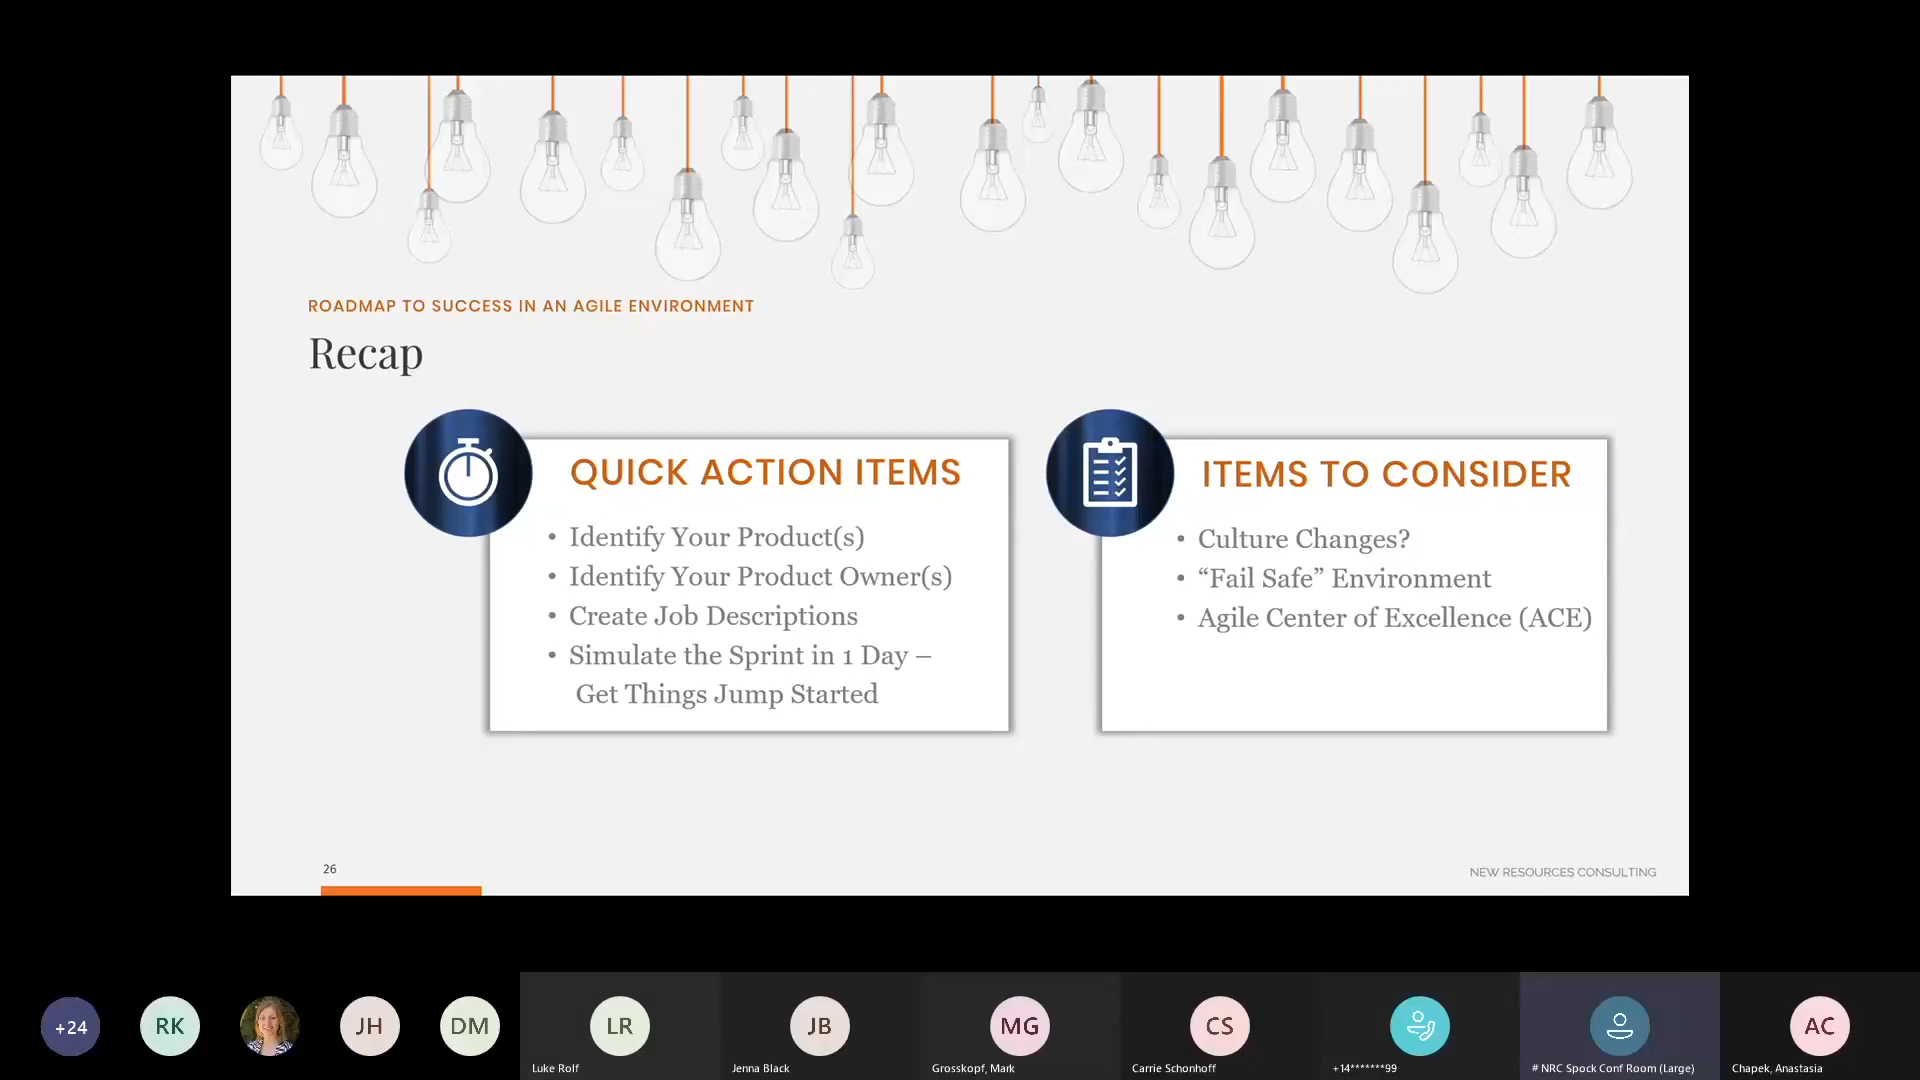 ROADMAP TO SUCCESS IN AN AGILE ENVIRONMENT
Recap
QUICK ACTION ITEMS
• Identify Your Product(s)
• Identify Your Product Owner(s)
• Create Job Descriptions
• Simulate the Sprint in 1 Day –
Get Things Jump Started
ITEMS TO CONSIDER
• Culture Changes?
• “Fail Safe” Environment
• Agile Center of Excellence (ACE)
26
NEW RESOURCES CONSULTING
+24
RK
JH
DM
LR
Luke Rolf
JB
Jenna Black
MG
Grosskopf, Mark
CS
Carrie Schonhoff
+14*******99
# NRC Spock Conf Room (Large)
AC
Chapek, Anastasia